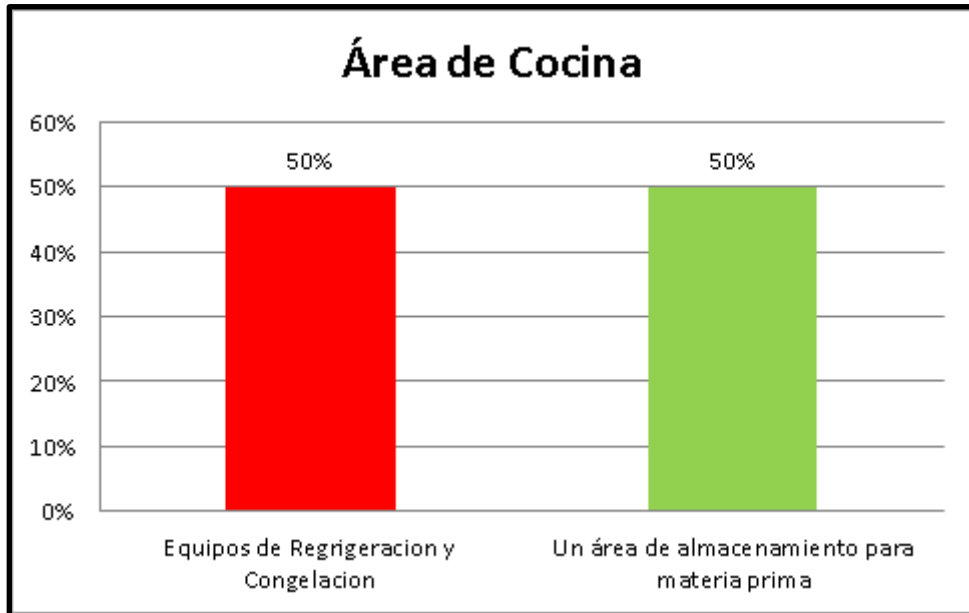 Área de Cocina
60%
50%
40%
30%
20%
10%
0%
50%
50%
Equipos de Regrigeracion y
Congelacion
Un área de almacenamiento para
materia prima